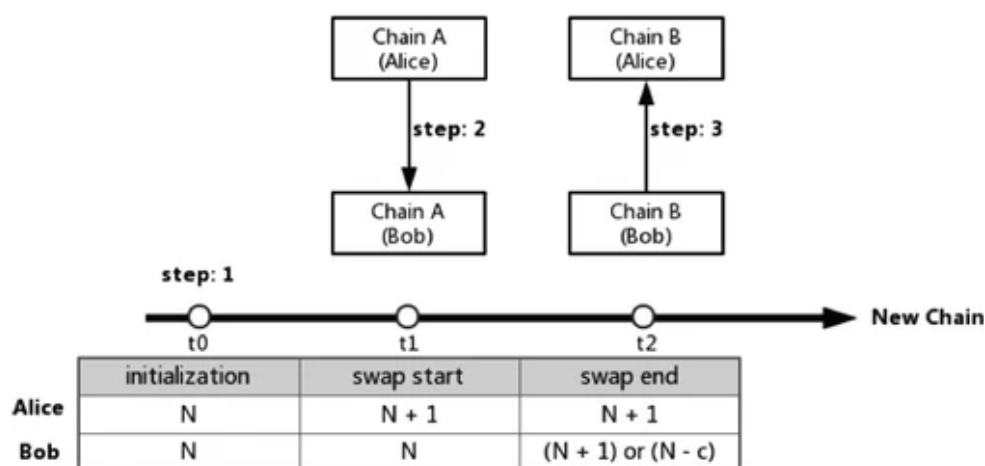 Chain A
(Alice)
Chain B
(Alice)
step: 2
step: 3
Chain A
(Bob)
Chain B
(Bob)
step: 1
New Chain
t0
t1
t2
initialization
swap start
swap end
Alice
N
N + 1
N + 1
Bob
N
N
(N + 1) or (N - c)